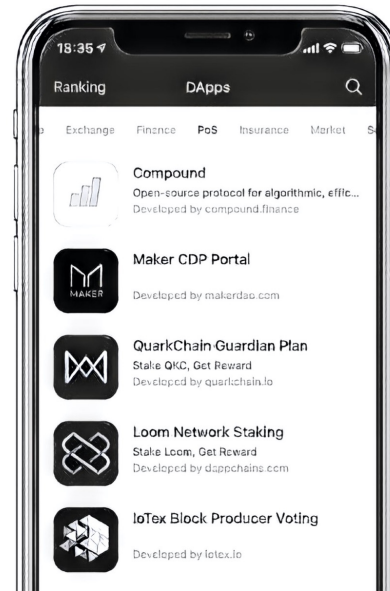 18:35
Ranking
DApps
Exchange
Finance
PoS
Insurance
Market
Compound
Open-source protocol for algorithmic, effic...
Developed by compound.finance
MAKER
Maker CDP Portal
Developed by makerdao.com
QuarkChain Guardian Plan
Stake QKC, Get Reward
Developed by quarkchain.io
Loom Network Staking
Stake Loom, Get Reward
Developed by dappchains.com
IoTex Block Producer Voting
Developed by iotex.io